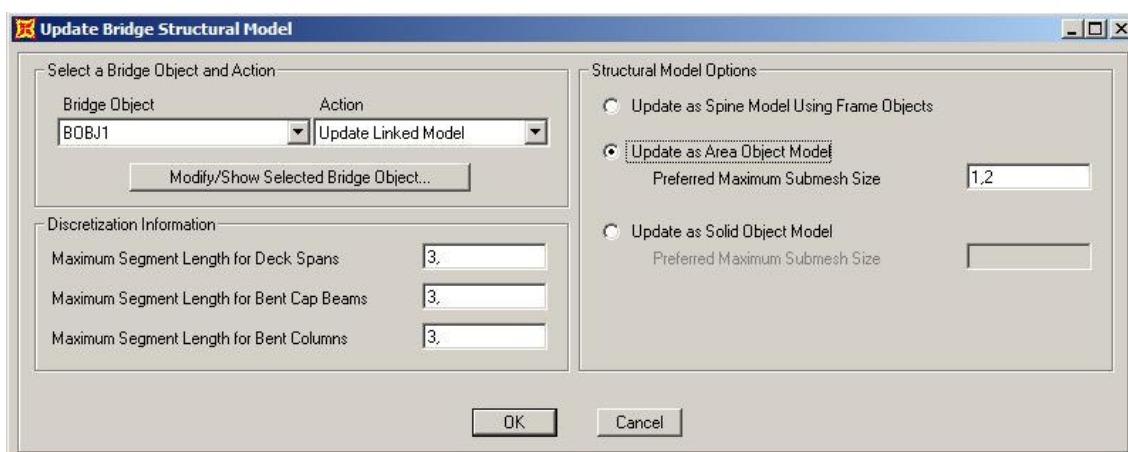 Update Bridge Structural Model
Select a Bridge Object and Action
Bridge Object
Action
BOBJ1
Update Linked Model
Modify/Show Selected Bridge Object...
Discretization Information
Maximum Segment Length for Deck Spans
3,
Maximum Segment Length for Bent Cap Beams
3,
Maximum Segment Length for Bent Columns
3,
Structural Model Options
Update as Spine Model Using Frame Objects
Update as Area Object Model
Preferred Maximum Submesh Size
1,2
Update as Solid Object Model
Preferred Maximum Submesh Size
OK
Cancel